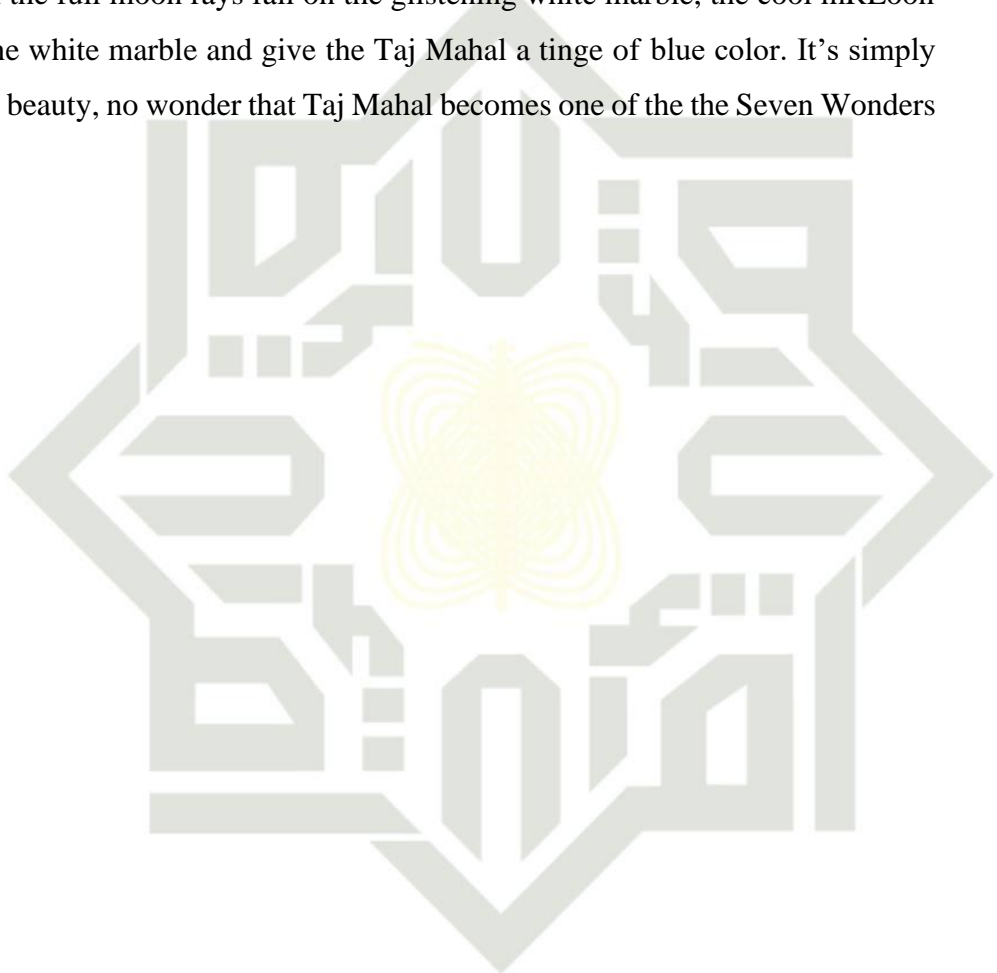 the full moon rays fall on the glistening white marble, the cool
white marble and give the Taj Mahal a tinge of blue color. It’s simply
beauty, no wonder that Taj Mahal becomes one of the the Seven Wonders